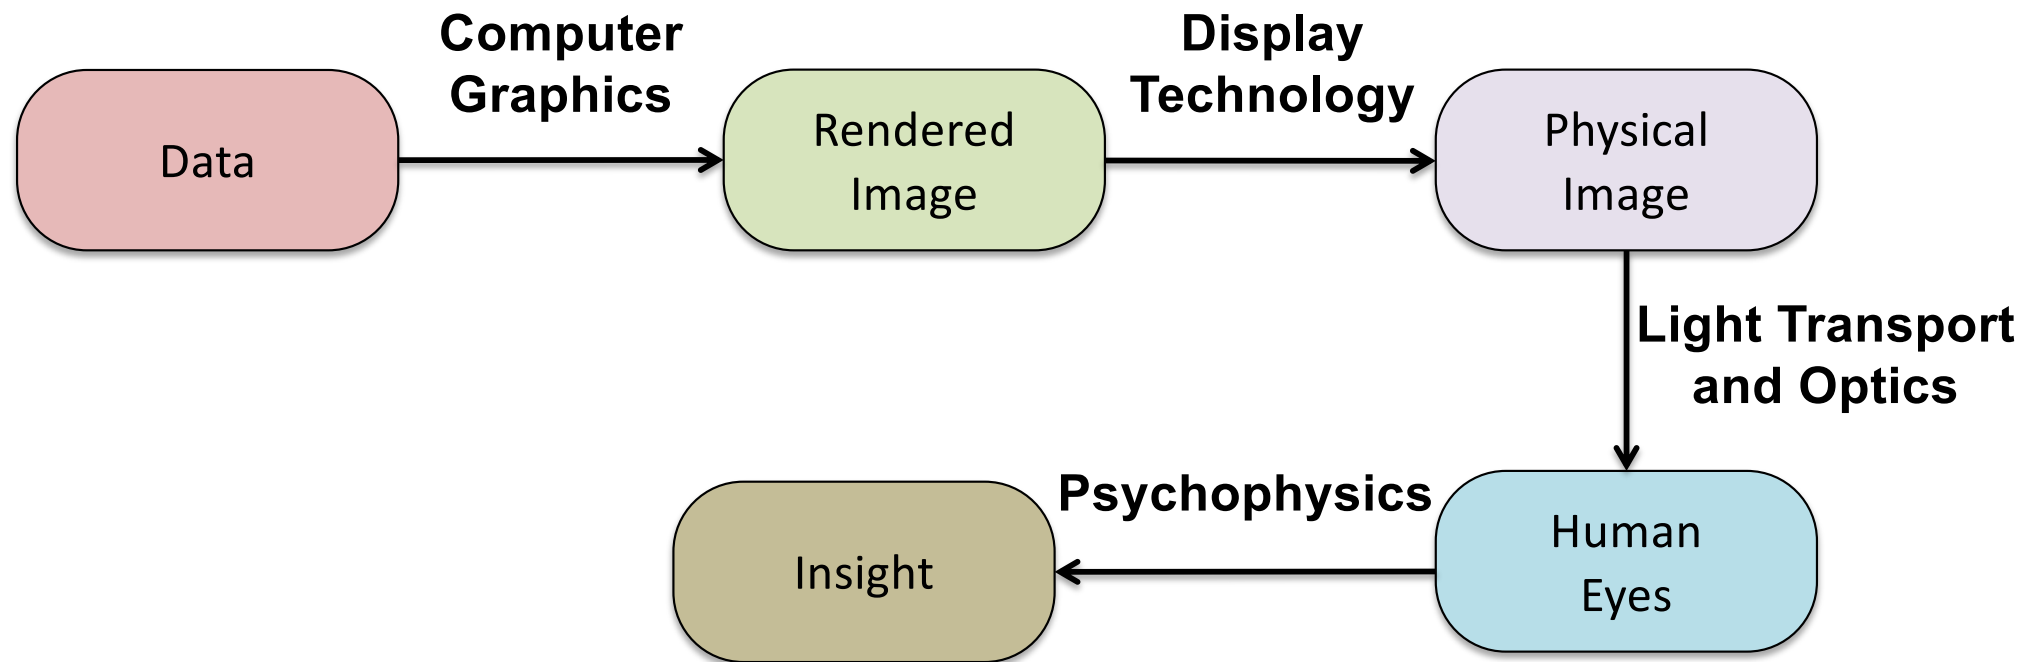 Computer
Graphics
Display
Technology
Data
Rendered
Image
Physical
Image
Light Transport
and Optics
Psychophysics
Insight
Human
Eyes